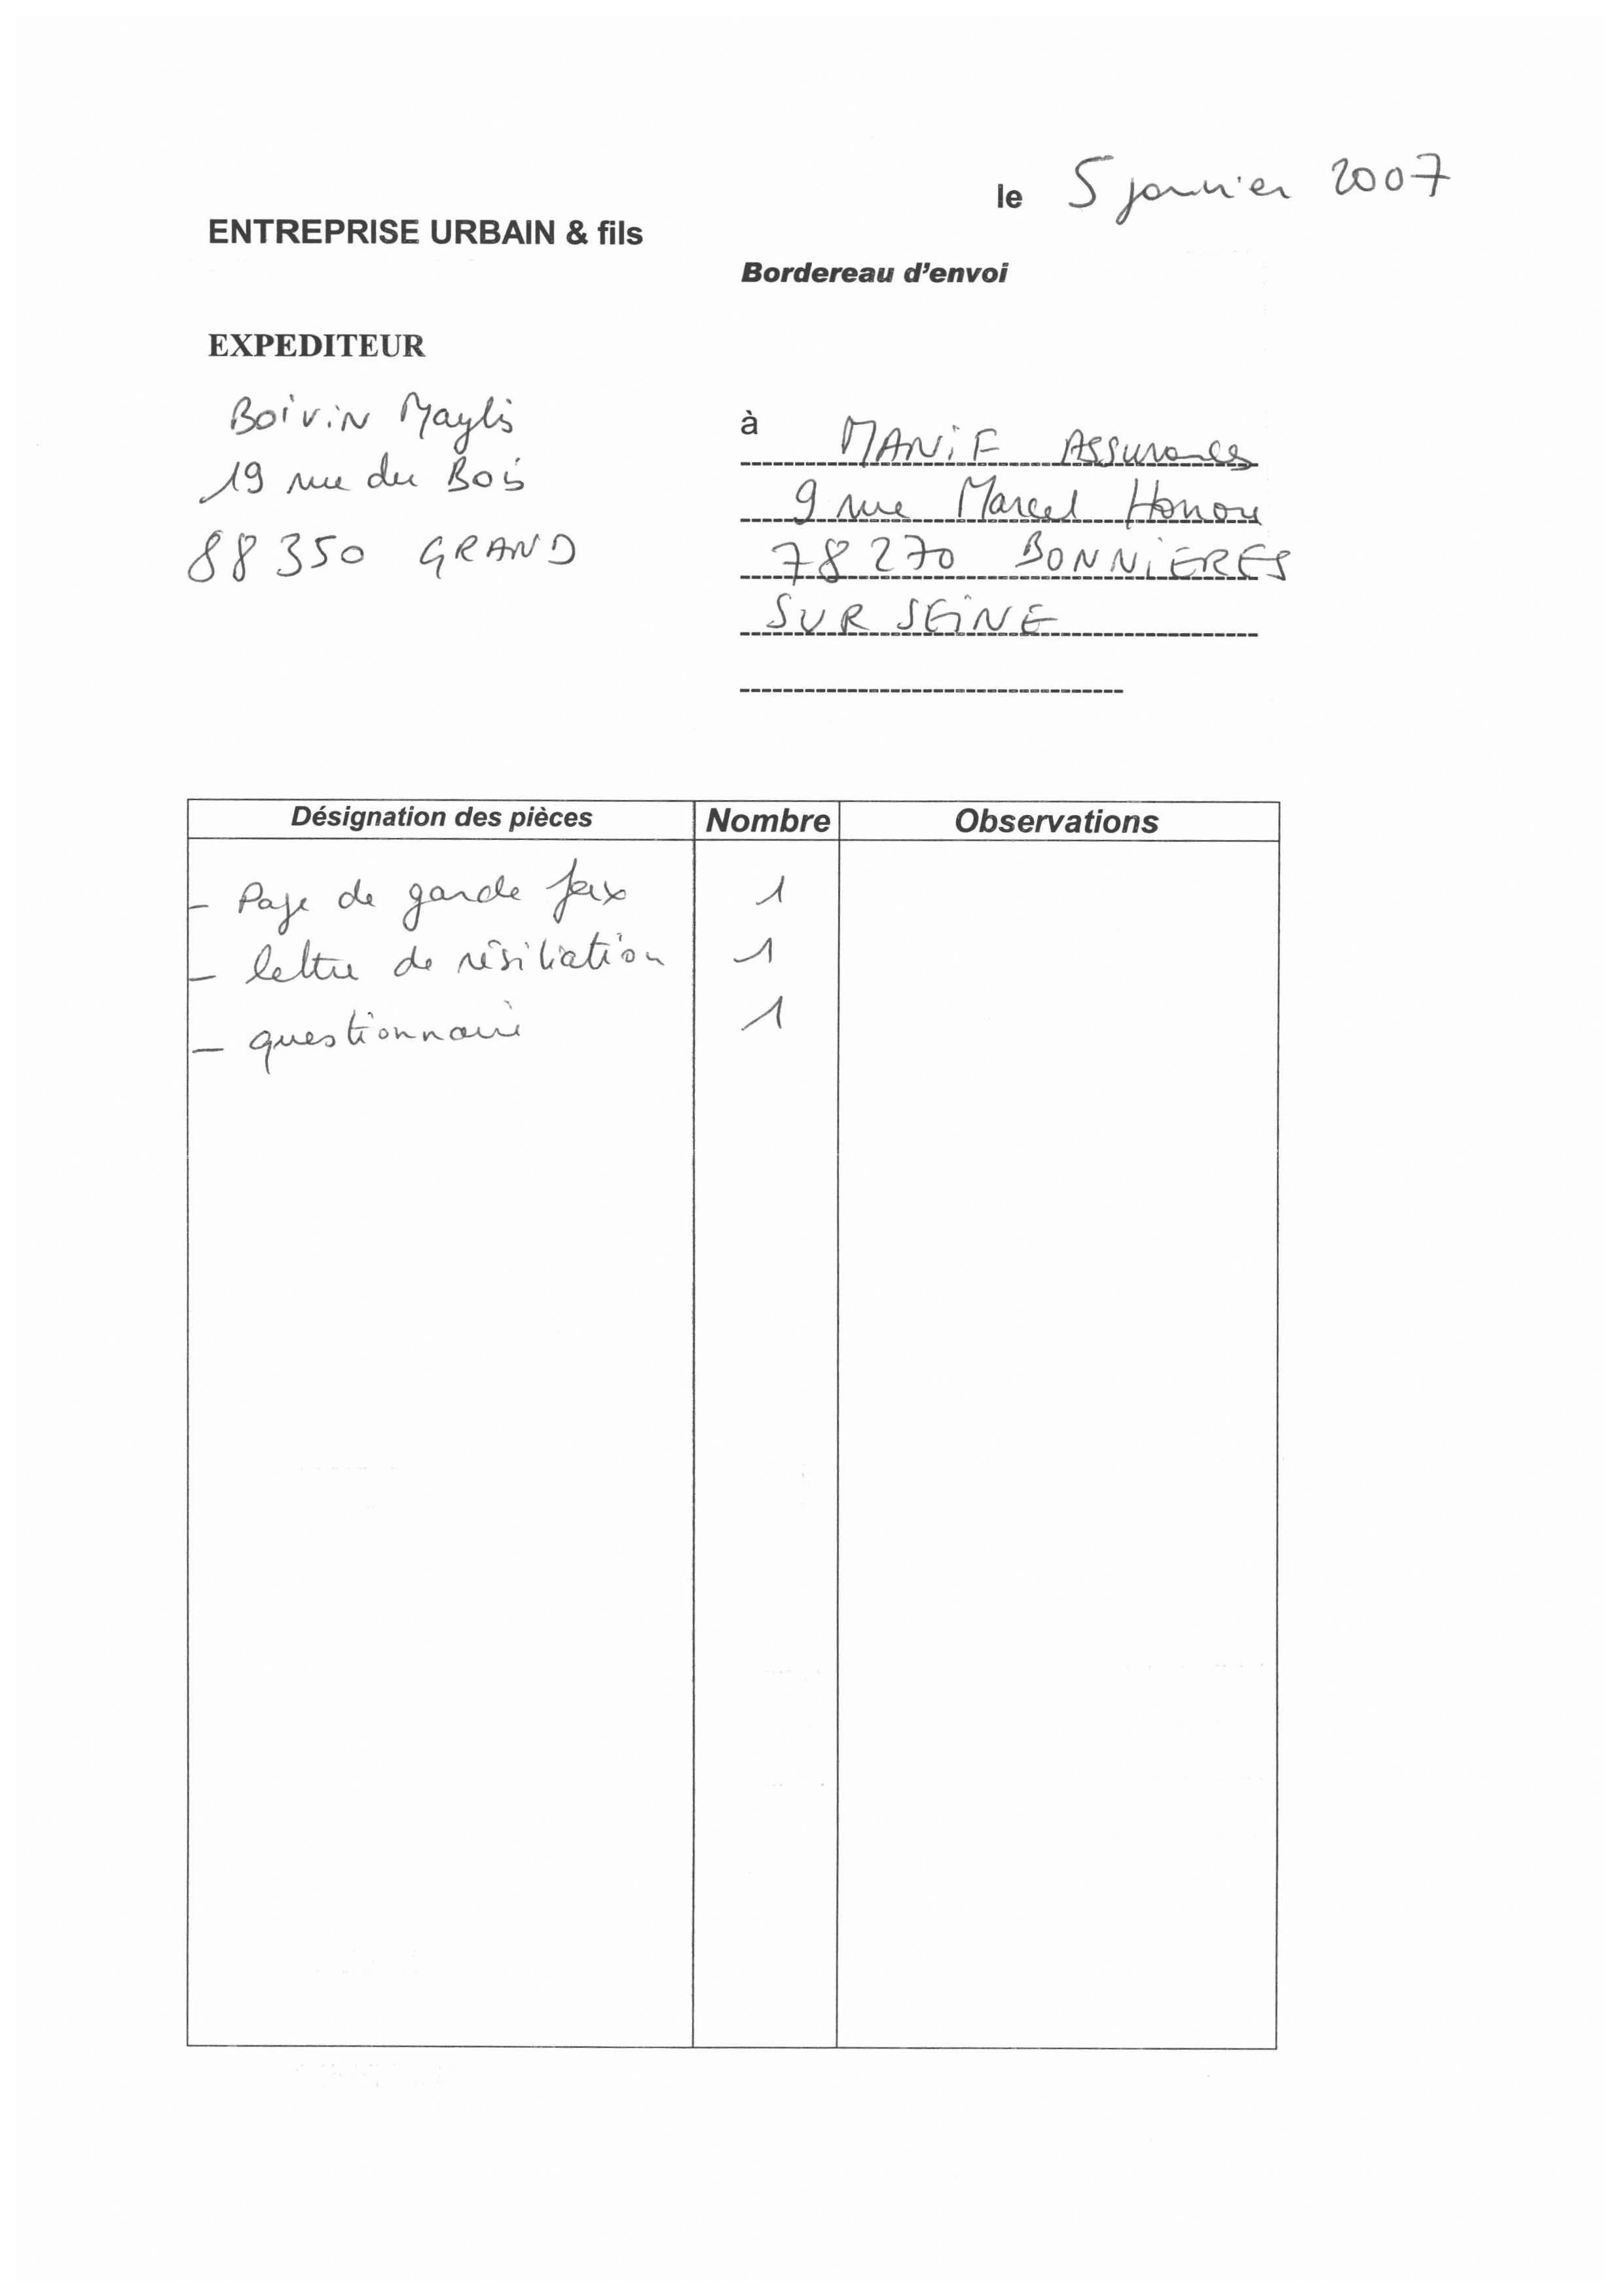 le 5 janvier 2007
ENTREPRISE URBAIN & fils
Bordereau d'envoi
EXPEDITEUR
Boivin Maylis
19 rue du Bois
88350 GRAND
à MANIF Assurances
9 rue Marcel Honoré
78270 BONNIERES
SUR SEINE
Désignation des pièces Nombre Observations
- Page de garde fax 1
- lettre de résiliation 1
- questionnaire 1